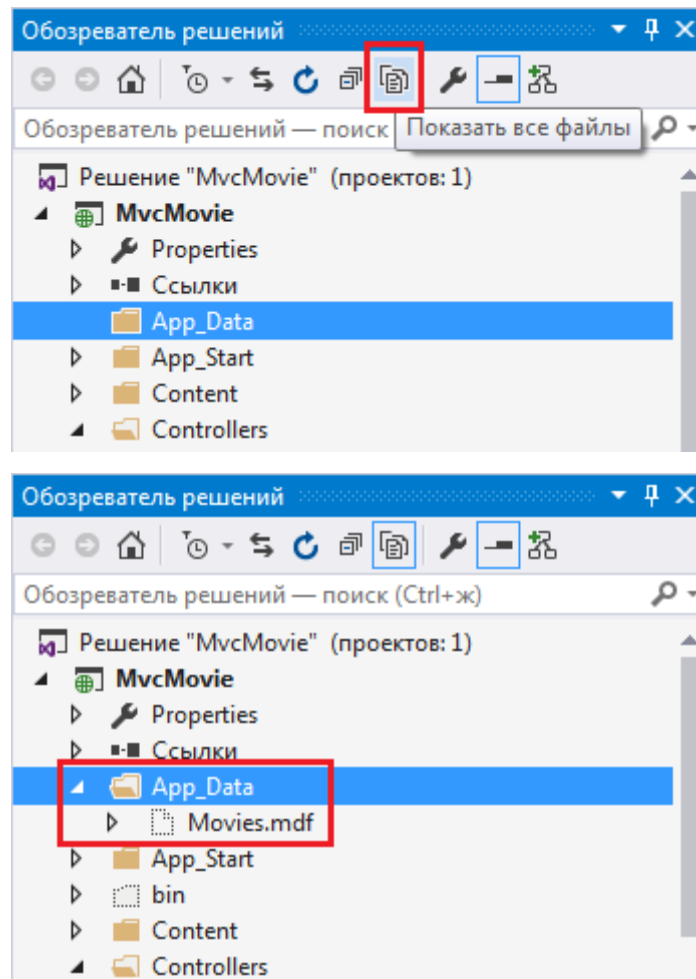 Обозреватель решений
Обозреватель решений — поиск
Показать все файлы
Решение "MvcMovie" (проектов: 1)
MvcMovie
Properties
Ссылки
App_Data
App_Start
Content
Controllers
Обозреватель решений
Обозреватель решений — поиск (Ctrl+ж)
Решение "MvcMovie" (проектов: 1)
MvcMovie
Properties
Ссылки
App_Data
Movies.mdf
App_Start
bin
Content
Controllers